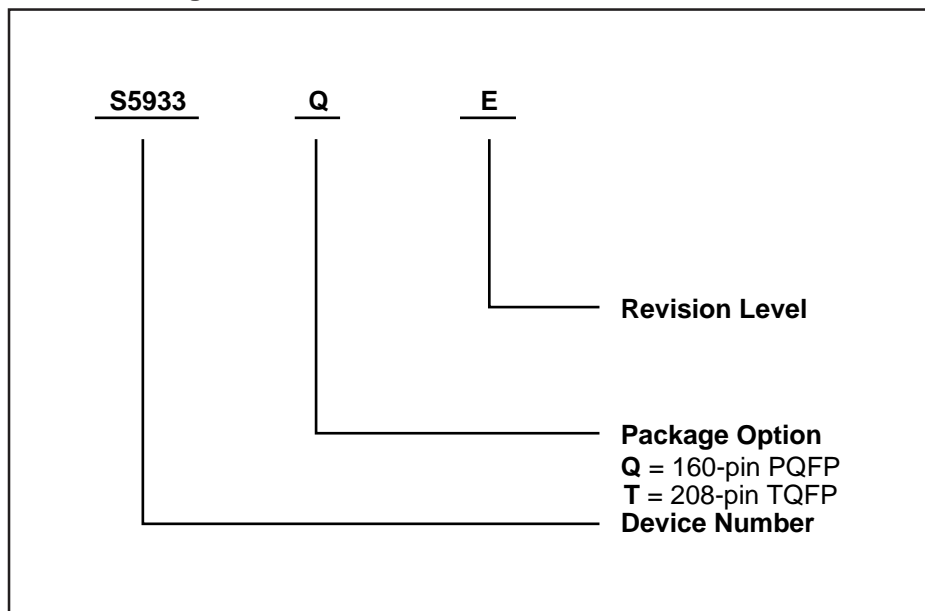 S5933 Q E
Revision Level
Package Option
Q = 160-pin PQFP
T = 208-pin TQFP
Device Number